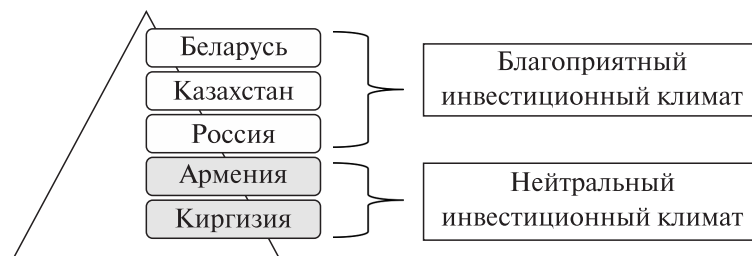 Беларусь
Казахстан
Россия
Армения
Киргизия
Благоприятный
инвестиционный климат
Нейтральный
инвестиционный климат